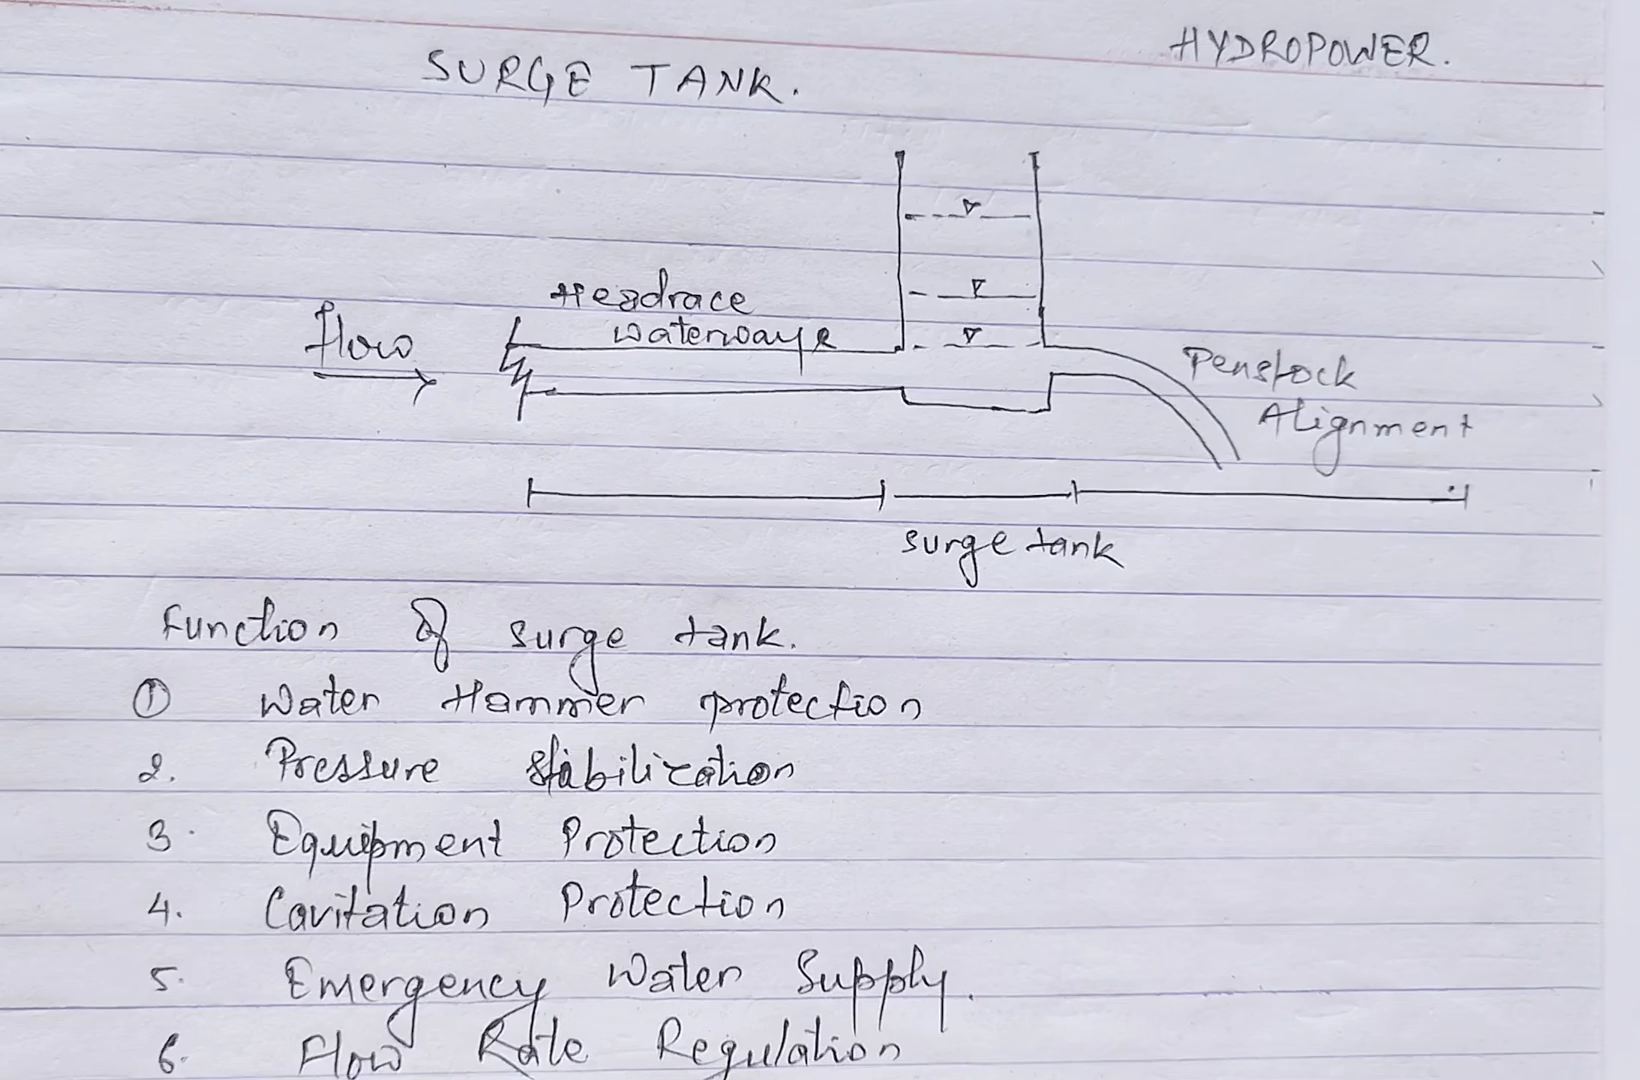 HYDROPOWER.
SURGE TANK.
Headrace
waterway
flow
Penstock
Alignment
surge tank
Function of surge tank.
① Water Hammer protection
2. Pressure stabilization
3. Equipment Protection
4. Cavitation Protection
5. Emergency Water Supply.
6. Flow Rate Regulation